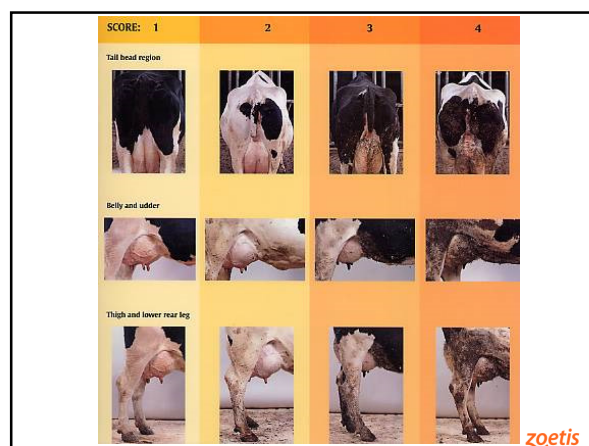 SCORE: 1 2 3 4
Tail head region
Belly and udder
Thigh and lower rear leg
zoetis